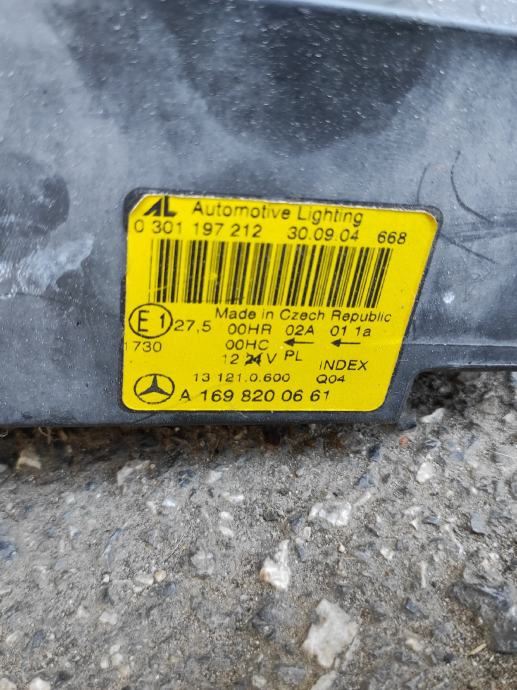 AL Automotive Lighting
0 301 197 212 30.09.04 668
Made in Czech Republic
E1 27,5 00HR 02A 01 1a
1730 00HC ← ←
12 24 V PL INDEX
13 121.0.600 Q04
A 169 820 06 61